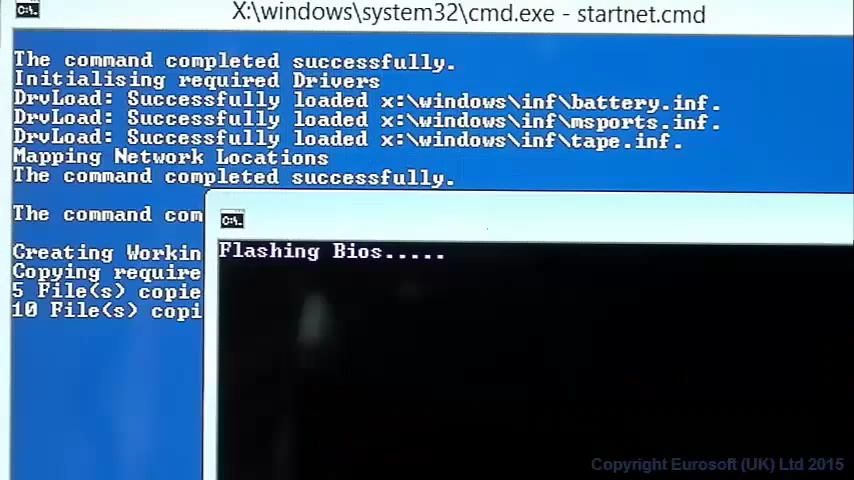 X:\windows\system32\cmd.exe - startnet.cmd
The command completed successfully.
Initialising required Drivers
DrvLoad: Successfully loaded x:\windows\inf\battery.inf.
DrvLoad: Successfully loaded x:\windows\inf\msports.inf.
DrvLoad: Successfully loaded x:\windows\inf\tape.inf.
Mapping Network Locations
The command completed successfully.
The command com
Creating Workin
Copying require
5 File(s) copie
10 File(s) copi
Flashing Bios.....
Copyright Eurosoft (UK) Ltd 2015